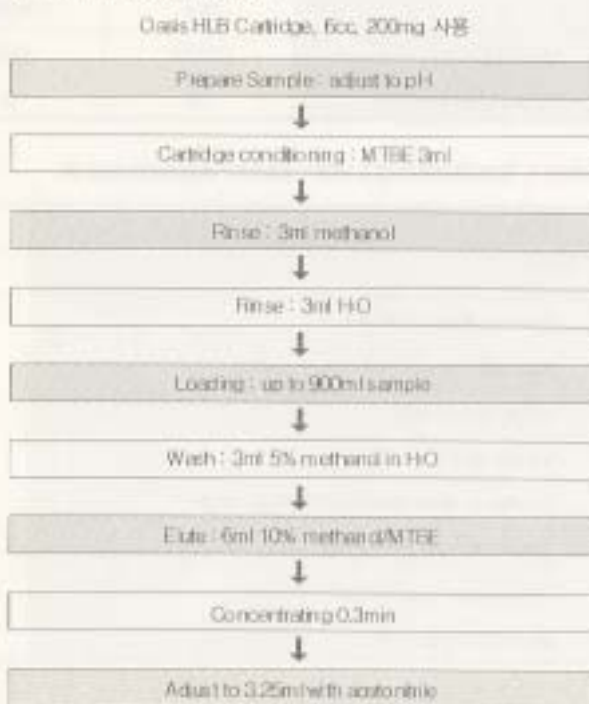 Oasis HLB Cartridge, 6cc, 200mg 사용
Prepare Sample : adjust to pH
Cartridge conditioning : MTBE 3ml
Rinse : 3ml methanol
Rinse : 3ml H2O
Loading : up to 900ml sample
Wash : 3ml 5% methanol in H2O
Elute : 6ml 10% methanol/MTBE
Concentrating 0.3min
Adjust to 3.25ml with acetonitrile